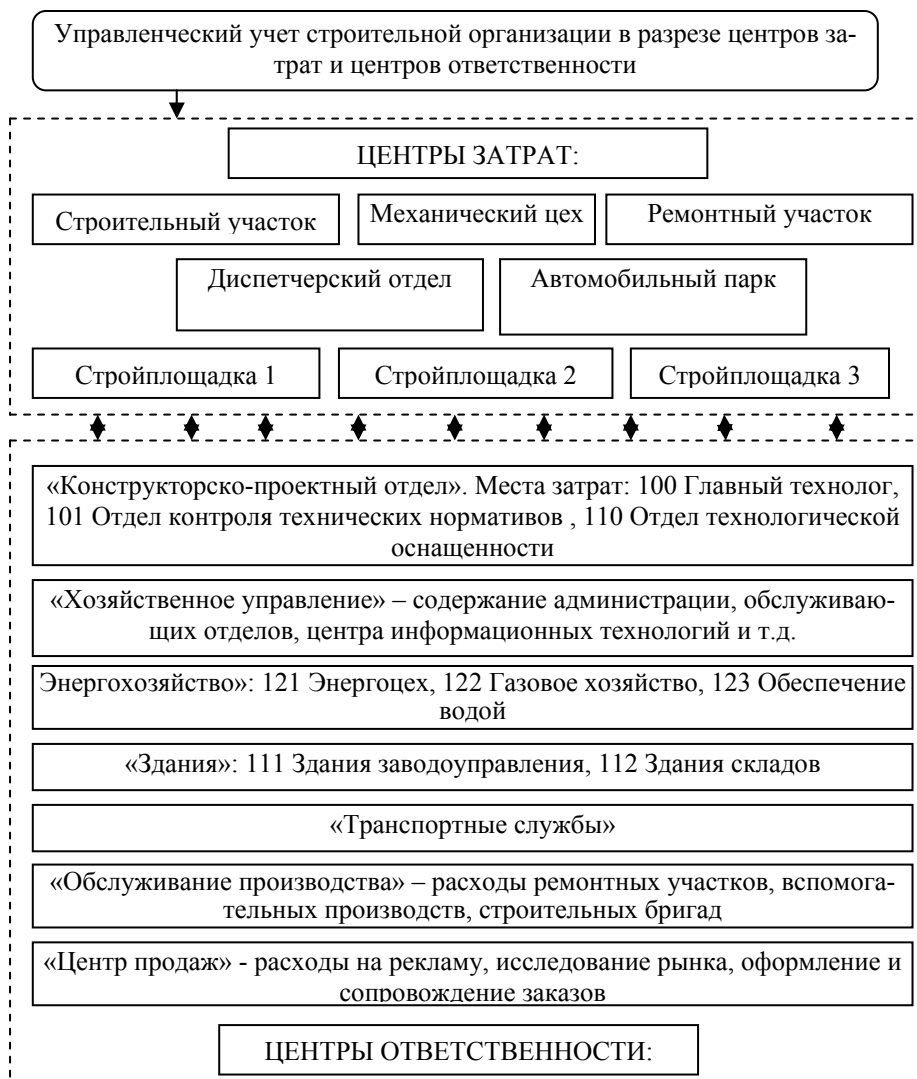 Управленческий учет строительной организации в разрезе центров за-
трат и центров ответственности
ЦЕНТРЫ ЗАТРАТ:
Строительный участок
Механический цех
Ремонтный участок
Диспетчерский отдел
Автомобильный парк
Стройплощадка 1
Стройплощадка 2
Стройплощадка 3
«Конструкторско-проектный отдел». Места затрат: 100 Главный технолог,
101 Отдел контроля технических нормативов , 110 Отдел технологической
оснащенности
«Хозяйственное управление» – содержание администрации, обслуживаю-
щих отделов, центра информационных технологий и т.д.
Энергохозяйство»: 121 Энергоцех, 122 Газовое хозяйство, 123 Обеспечение
водой
«Здания»: 111 Здания заводоуправления, 112 Здания складов
«Транспортные службы»
«Обслуживание производства» – расходы ремонтных участков, вспомога-
тельных производств, строительных бригад
«Центр продаж» - расходы на рекламу, исследование рынка, оформление и
сопровождение заказов
ЦЕНТРЫ ОТВЕТСТВЕННОСТИ: